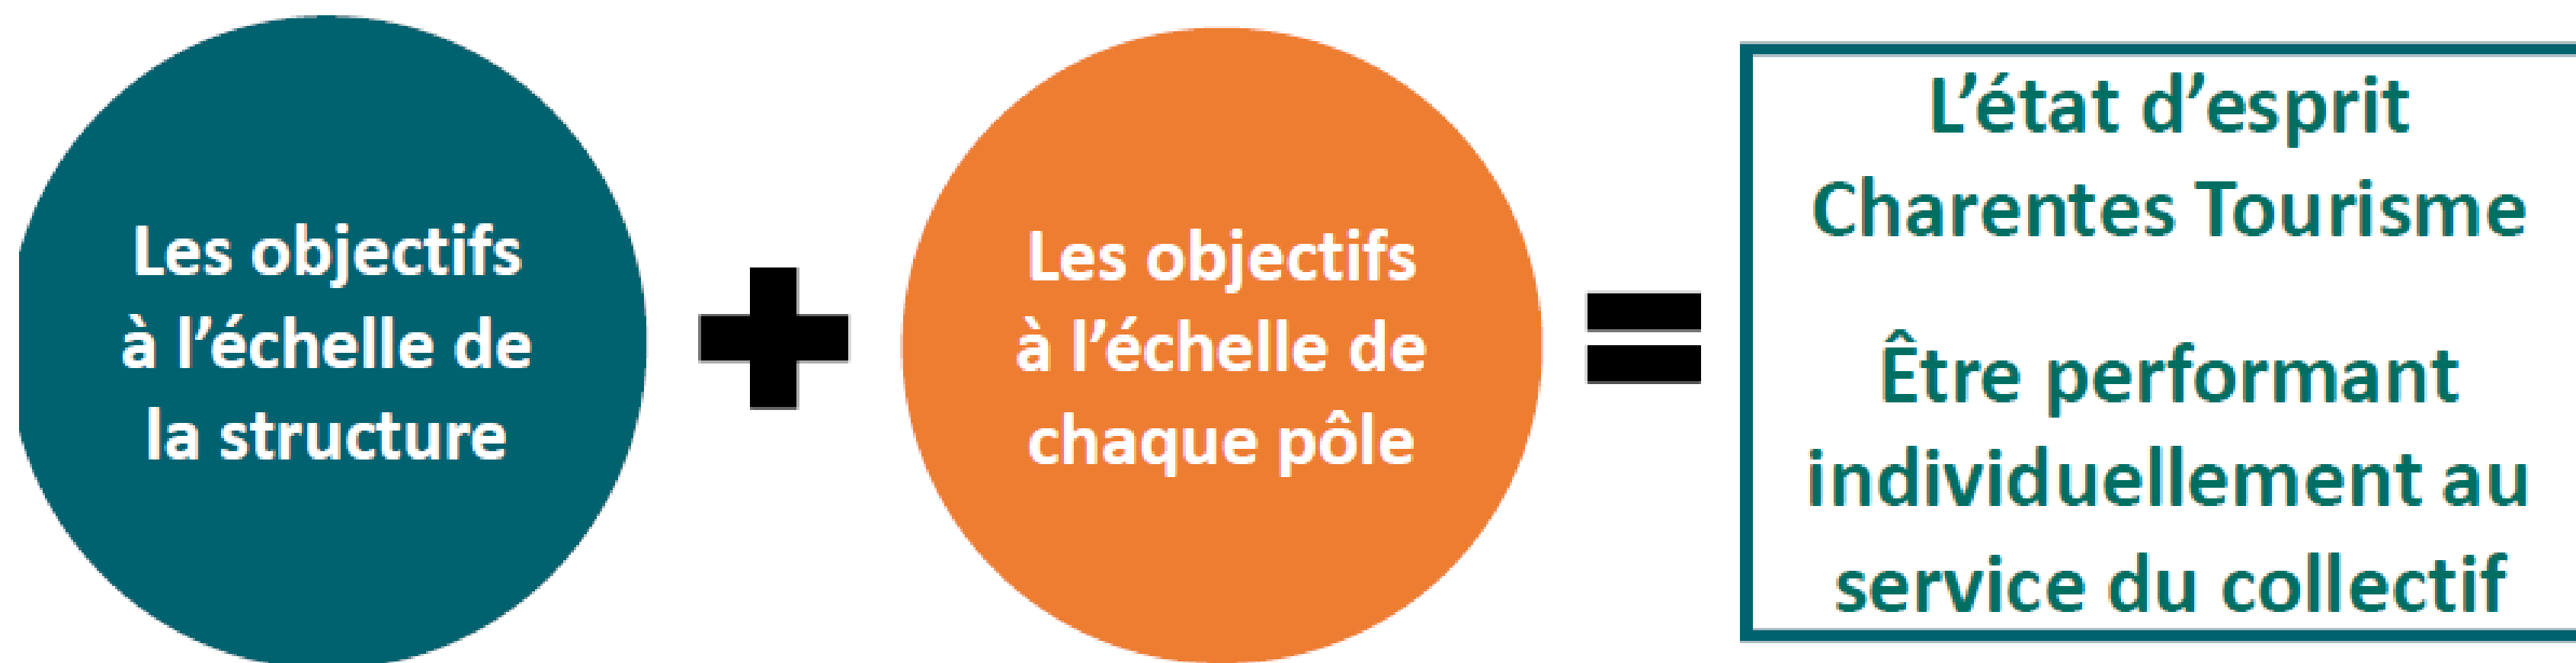 Les objectifs
à l’échelle de
la structure
+
Les objectifs
à l’échelle de
chaque pôle
=
L’état d’esprit
Charentes Tourisme
Être performant
individuellement au
service du collectif